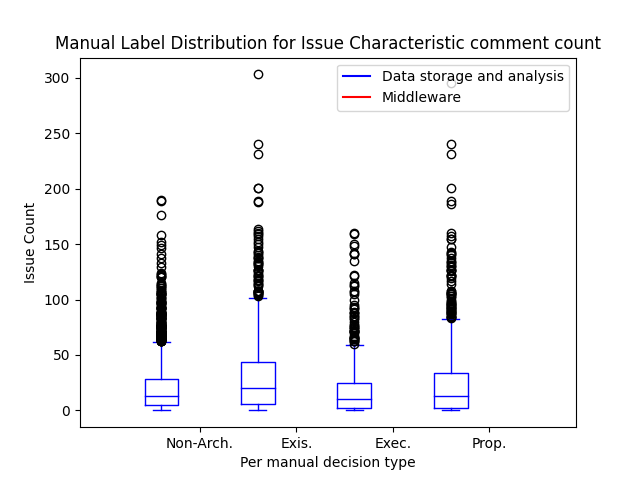 Manual Label Distribution for Issue Characteristic comment count
Data storage and analysis
Middleware
300
250
200
150
100
50
0
Issue Count
Non-Arch. Exis. Exec. Prop.
Per manual decision type